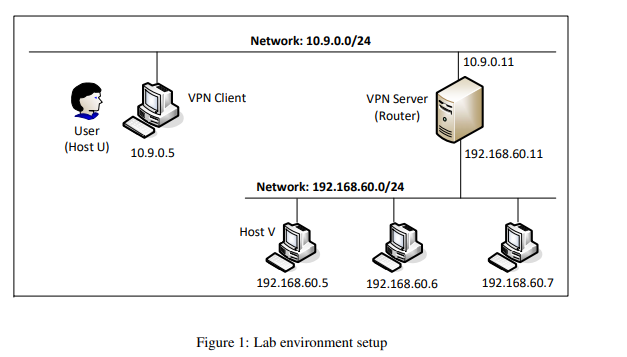 Network: 10.9.0.0/24
10.9.0.11
VPN Client
VPN Server
(Router)
User
(Host U)
10.9.0.5
192.168.60.11
Network: 192.168.60.0/24
Host V
192.168.60.5
192.168.60.6
192.168.60.7
Figure 1: Lab environment setup